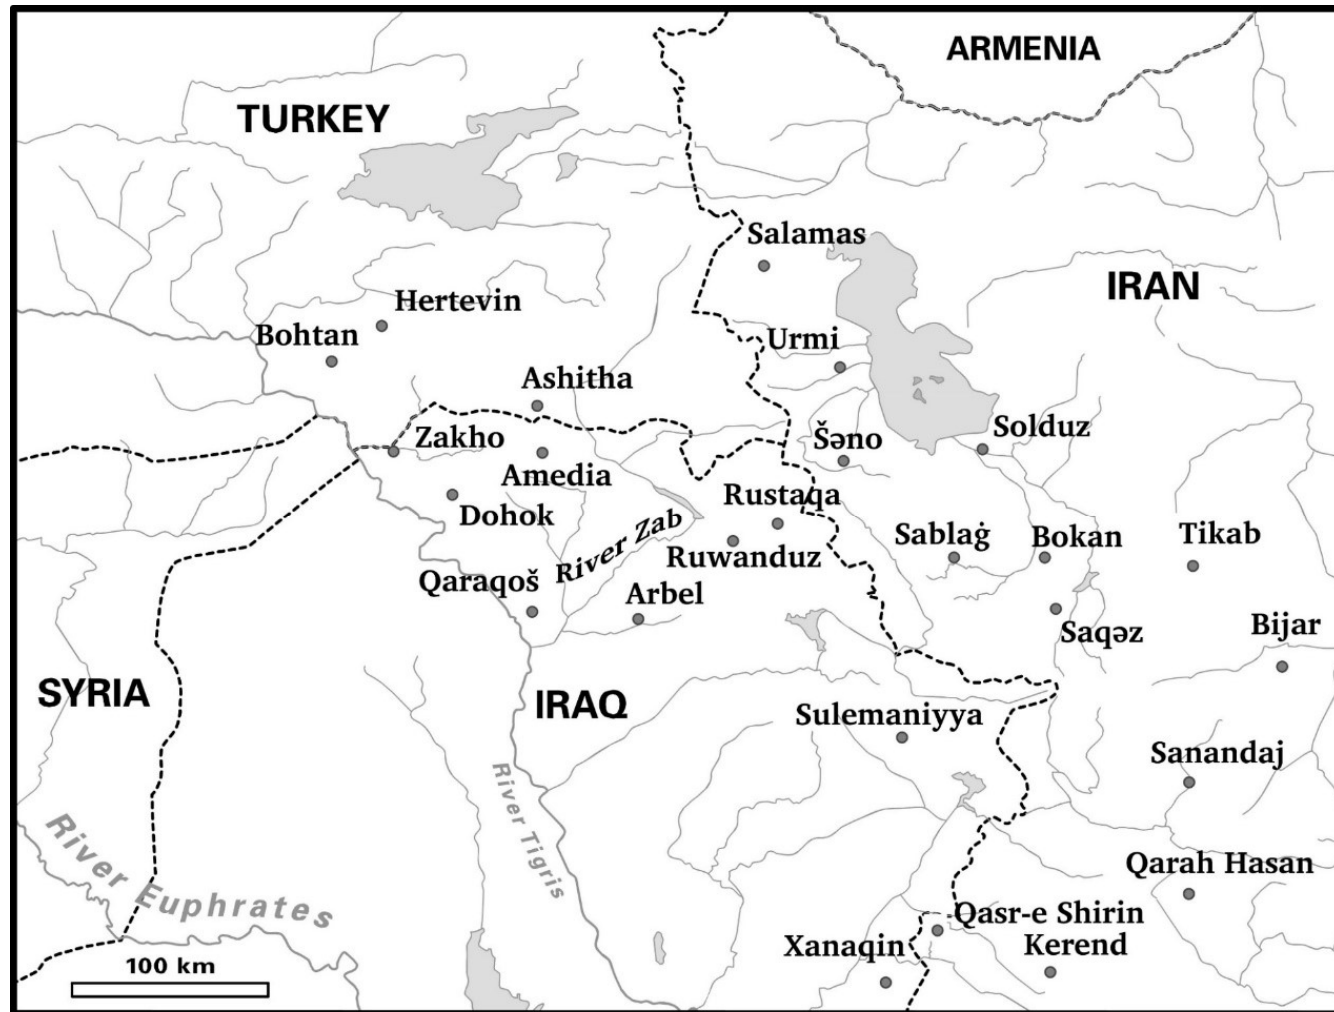 ARMENIA
TURKEY
Salamas
IRAN
Hertevin
Bohtan
Urmi
Ashitha
Zakho
Šəno
Solduz
Amedia
Rustaqa
Dohok
River Zab
Sablaġ
Bokan
Tikab
Ruwanduz
Qaraqoš
Arbel
Saqəz
Bijar
SYRIA
IRAQ
Sulemaniyya
Sanandaj
River Tigris
River Euphrates
Qarah Hasan
Qasr-e Shirin
Xanaqin
Kerend
100 km